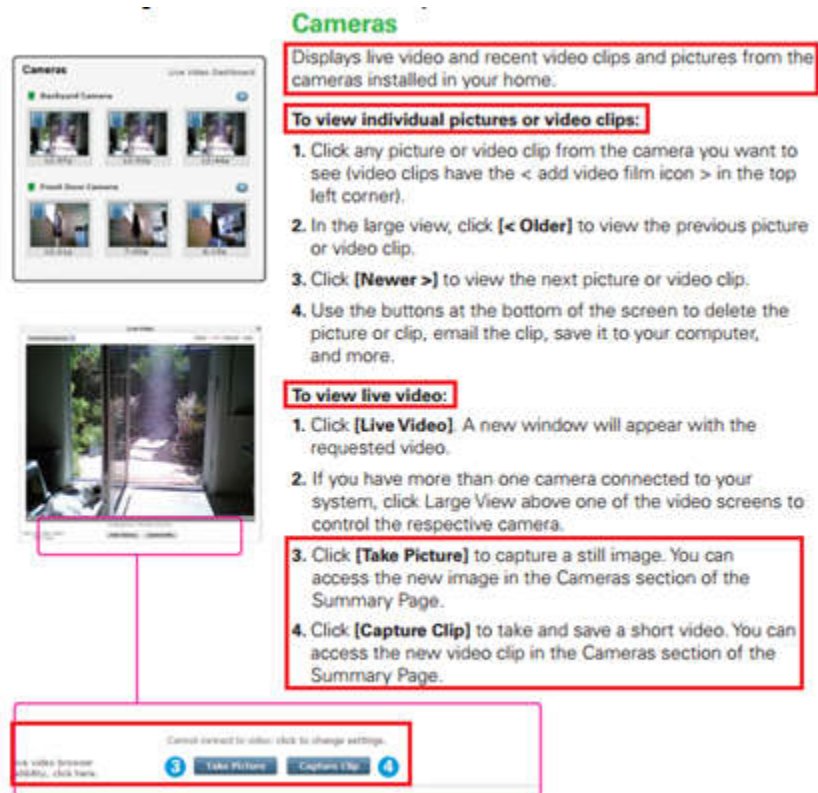 Cameras
Displays live video and recent video clips and pictures from the
cameras installed in your home.
To view individual pictures or video clips:
1. Click any picture or video clip from the camera you want to
see (video clips have the < add video film icon > in the top
left corner).
2. In the large view, click [< Older] to view the previous picture
or video clip.
3. Click [Newer >] to view the next picture or video clip.
4. Use the buttons at the bottom of the screen to delete the
picture or clip, email the clip, save it to your computer,
and more.
To view live video:
1. Click [Live Video]. A new window will appear with the
requested video.
2. If you have more than one camera connected to your
system, click Large View above one of the video screens to
control the respective camera.
3. Click [Take Picture] to capture a still image. You can
access the new image in the Cameras section of the
Summary Page.
4. Click [Capture Clip] to take and save a short video. You can
access the new video clip in the Cameras section of the
Summary Page.
Cameras
Live Video Dashboard
Backyard Camera
Front Door Camera
Live Video
Cannot connect to video: click to change settings.
video browser
click here.
3 Take Picture Capture Clip 4